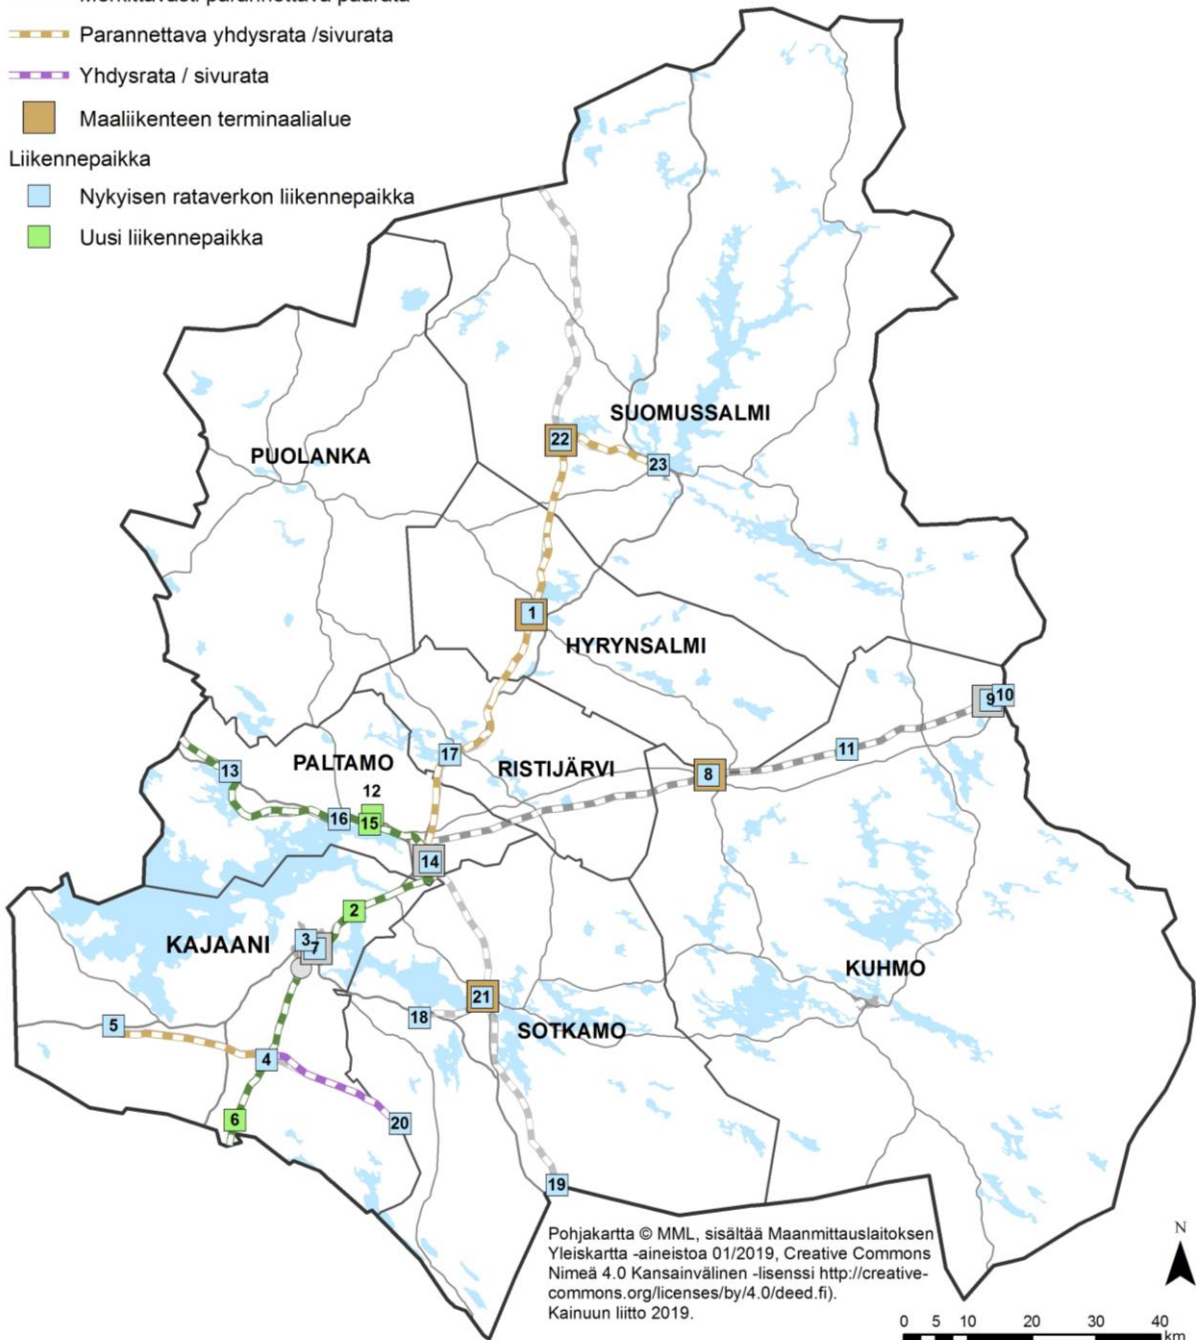 Merkittävästi parannettava päärata
Parannettava yhdysrata /sivurata
Yhdysrata / sivurata
Maaliikenteen terminaalialue
Liikennepaikka
Nykyisen rataverkon liikennepaikka
Uusi liikennepaikka
SUOMUSSALMI
22
PUOLANKA
23
1
HYRYNSALMI
9
10
11
17
PALTAMO
RISTIJÄRVI
13
8
12
16
15
14
2
3
7
KAJAANI
KUHMO
21
18
SOTKAMO
5
4
6
20
19
Pohjakartta © MML, sisältää Maanmittauslaitoksen
Yleiskartta -aineistoa 01/2019, Creative Commons
Nimeä 4.0 Kansainvälinen -lisenssi http://creative-
commons.org/licenses/by/4.0/deed.fi).
Kainuun liitto 2019.
N
0 5 10 20 30 40
km